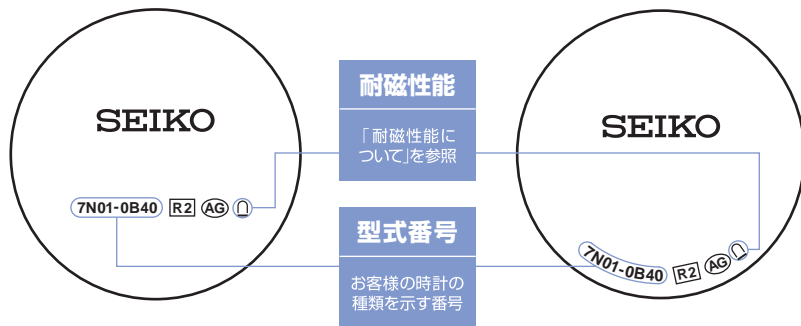 SEIKO
7N01-0B40 R2 AG
耐磁性能
「耐磁性能に
ついて」を参照
型式番号
お客様の時計の
種類を示す番号
SEIKO
7N01-0B40 R2 AG